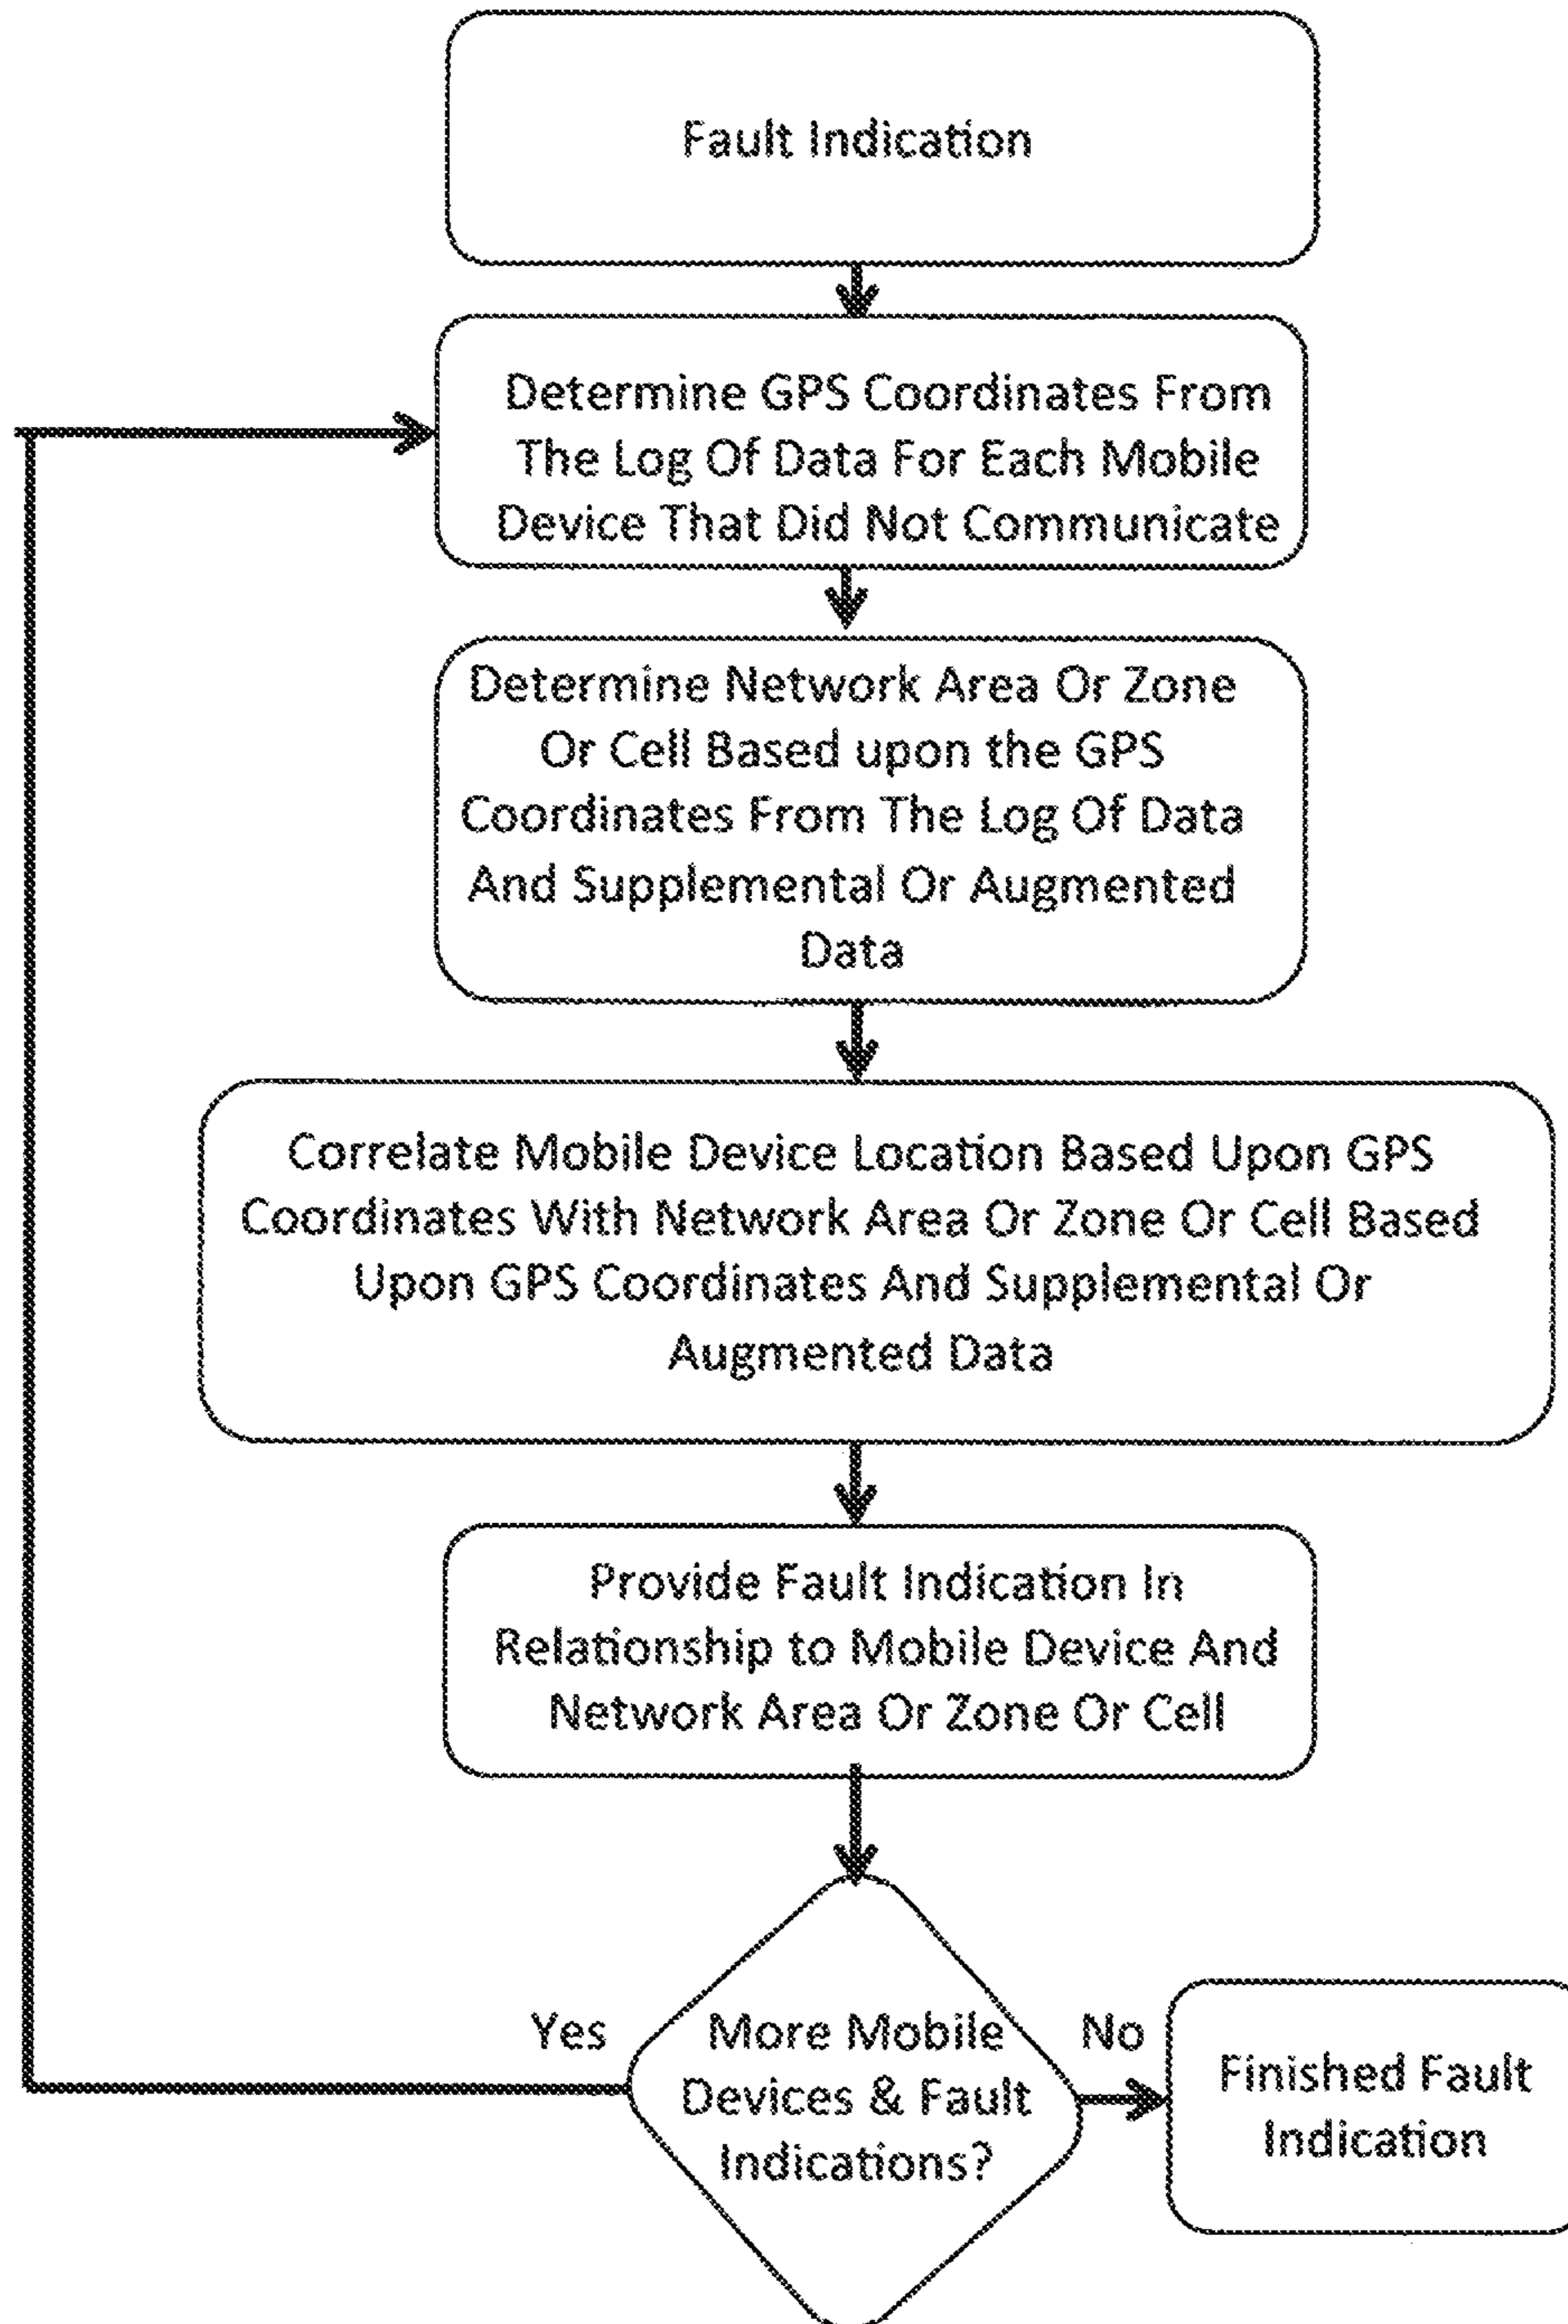 Fault Indication
Determine GPS Coordinates From
The Log Of Data For Each Mobile
Device That Did Not Communicate
Determine Network Area Or Zone
Or Cell Based upon the GPS
Coordinates From The Log Of Data
And Supplemental Or Augmented
Data
Correlate Mobile Device Location Based Upon GPS
Coordinates With Network Area Or Zone Or Cell Based
Upon GPS Coordinates And Supplemental Or
Augmented Data
Provide Fault Indication In
Relationship to Mobile Device And
Network Area Or Zone Or Cell
Yes
More Mobile
Devices & Fault
Indications?
No
Finished Fault
Indication